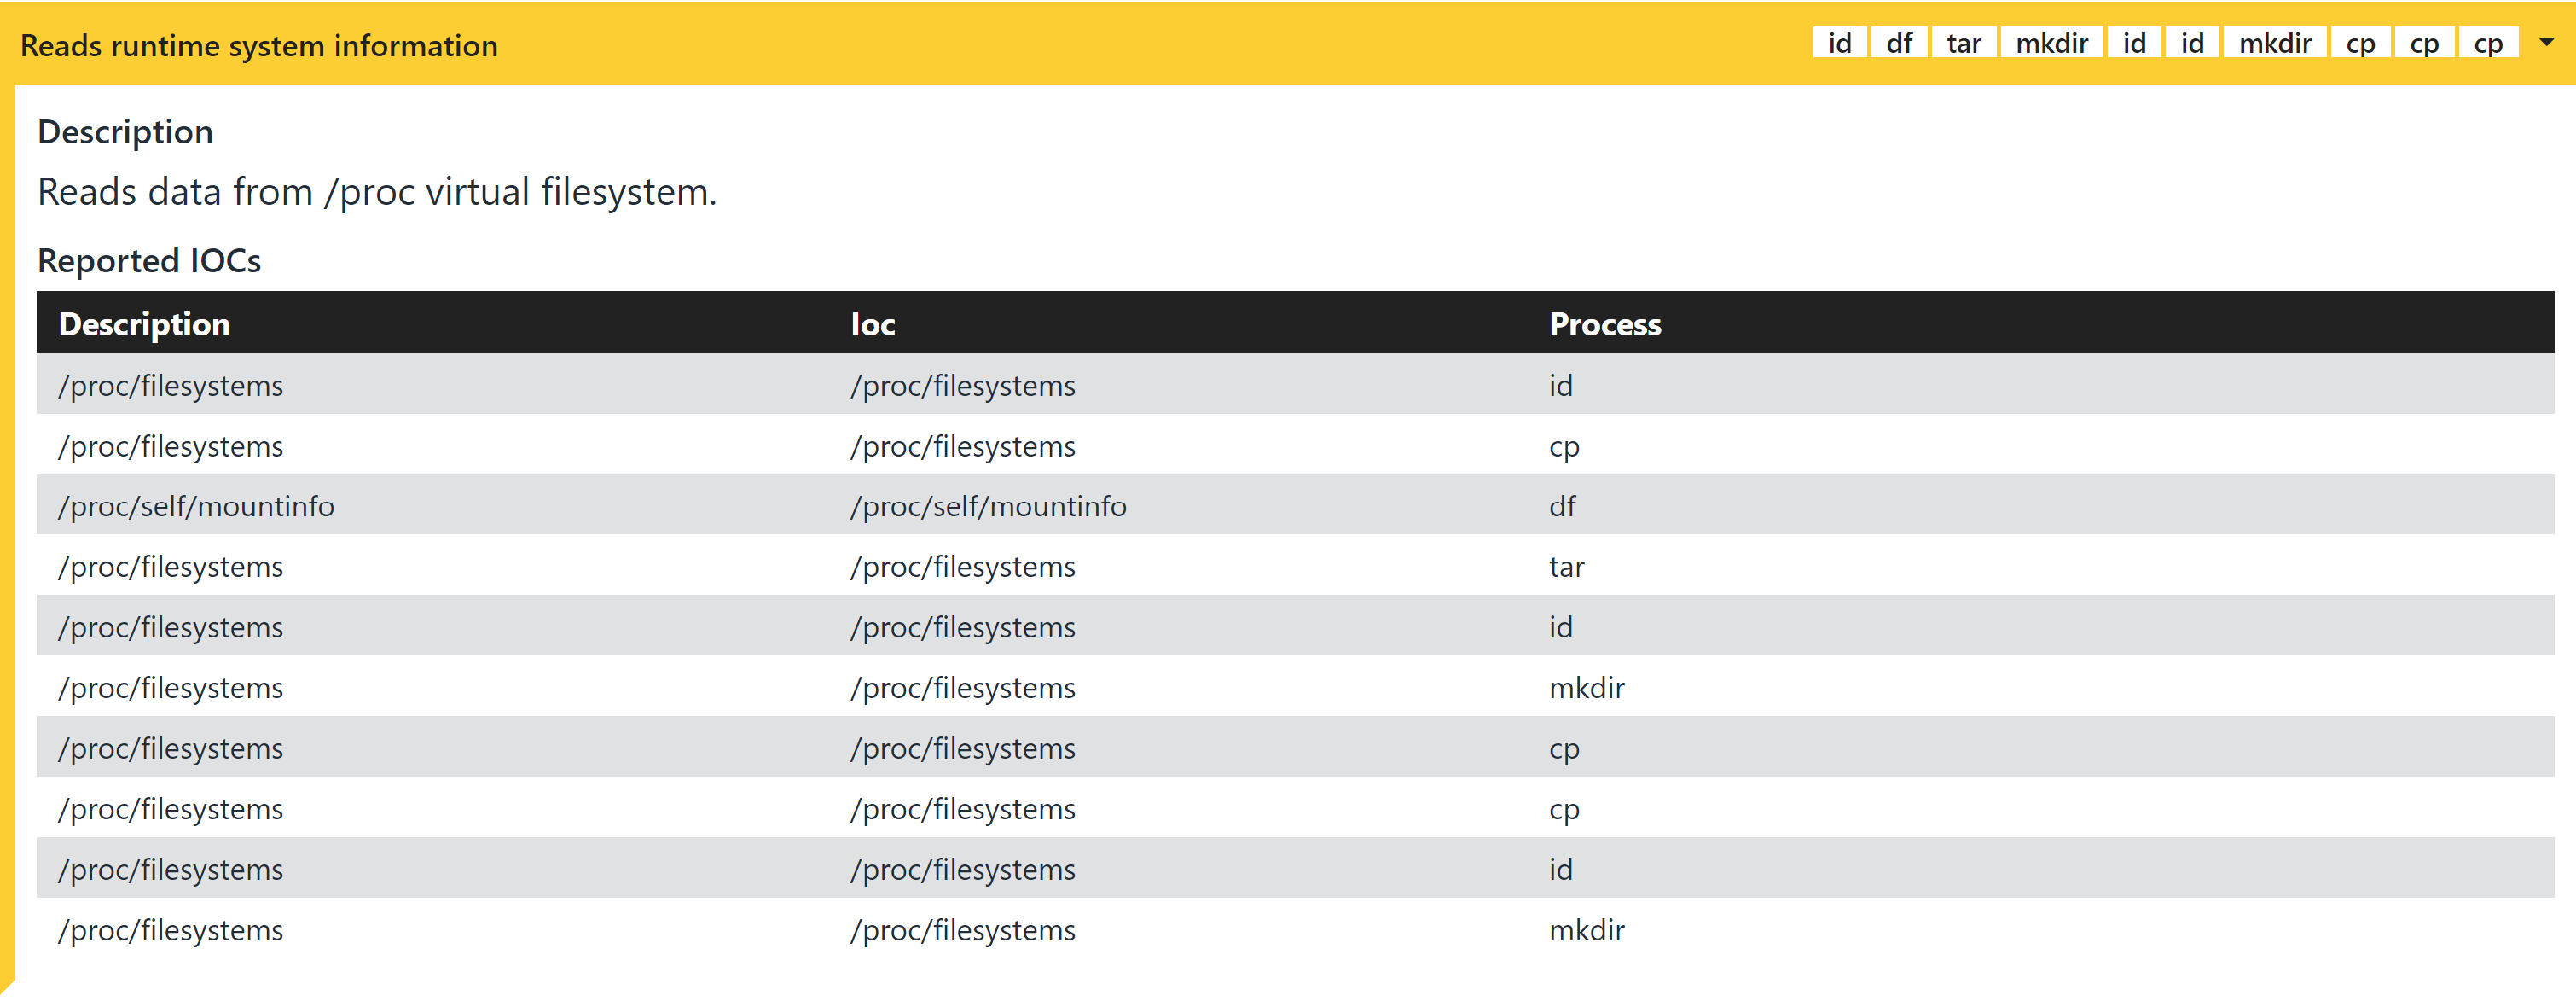 Reads runtime system information id df tar mkdir id id mkdir cp cp cp
Description
Reads data from /proc virtual filesystem.
Reported IOCs
Description Ioc Process
/proc/filesystems /proc/filesystems id
/proc/filesystems /proc/filesystems cp
/proc/self/mountinfo /proc/self/mountinfo df
/proc/filesystems /proc/filesystems tar
/proc/filesystems /proc/filesystems id
/proc/filesystems /proc/filesystems mkdir
/proc/filesystems /proc/filesystems cp
/proc/filesystems /proc/filesystems cp
/proc/filesystems /proc/filesystems id
/proc/filesystems /proc/filesystems mkdir